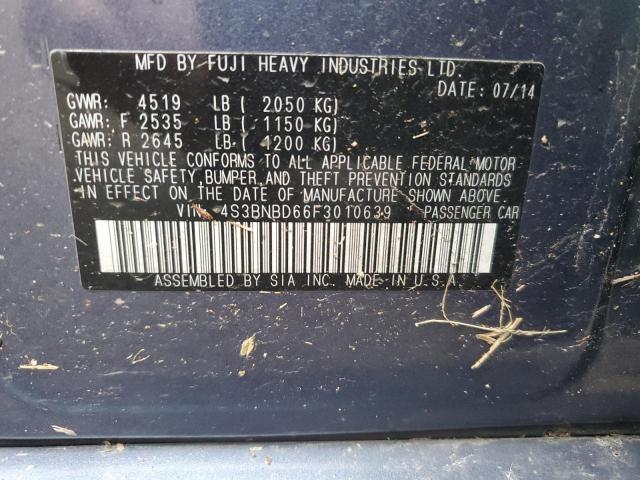 MFD BY FUJI HEAVY INDUSTRIES LTD.
DATE: 07/14
GVWR: 4519 LB ( 2050 KG)
GAWR: F 2535 LB ( 1150 KG)
GAWR: R 2645 LB ( 1200 KG)
THIS VEHICLE CONFORMS TO ALL APPLICABLE FEDERAL MOTOR
VEHICLE SAFETY, BUMPER, AND THEFT PREVENTION STANDARDS
IN EFFECT ON THE DATE OF MANUFACTURE SHOWN ABOVE.
VIN: 4S3BNBD66F3010639 PASSENGER CAR
ASSEMBLED BY SIA INC. MADE IN U.S.A.